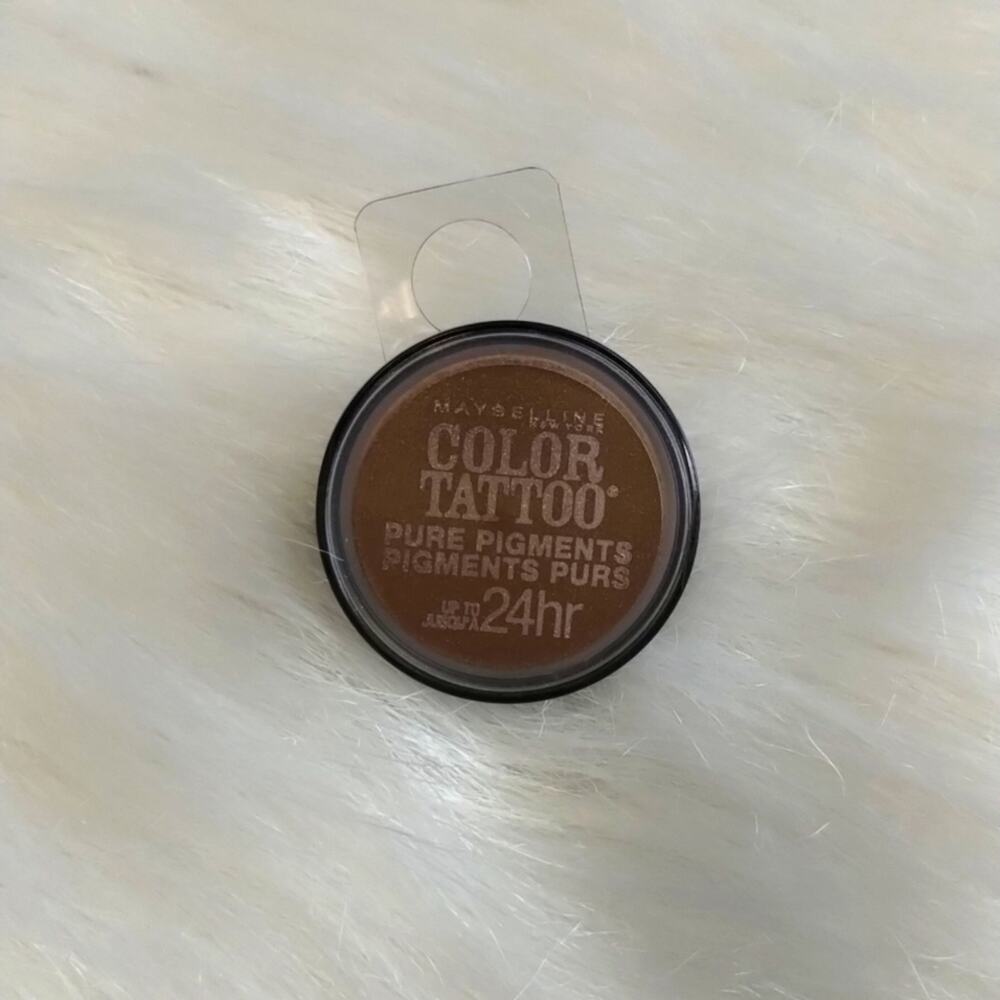 MAYBELLINE
NEW YORK
COLOR
TATTOO®
PURE PIGMENTS
PIGMENTS PURS
UP TO
JUSQU'À 24hr